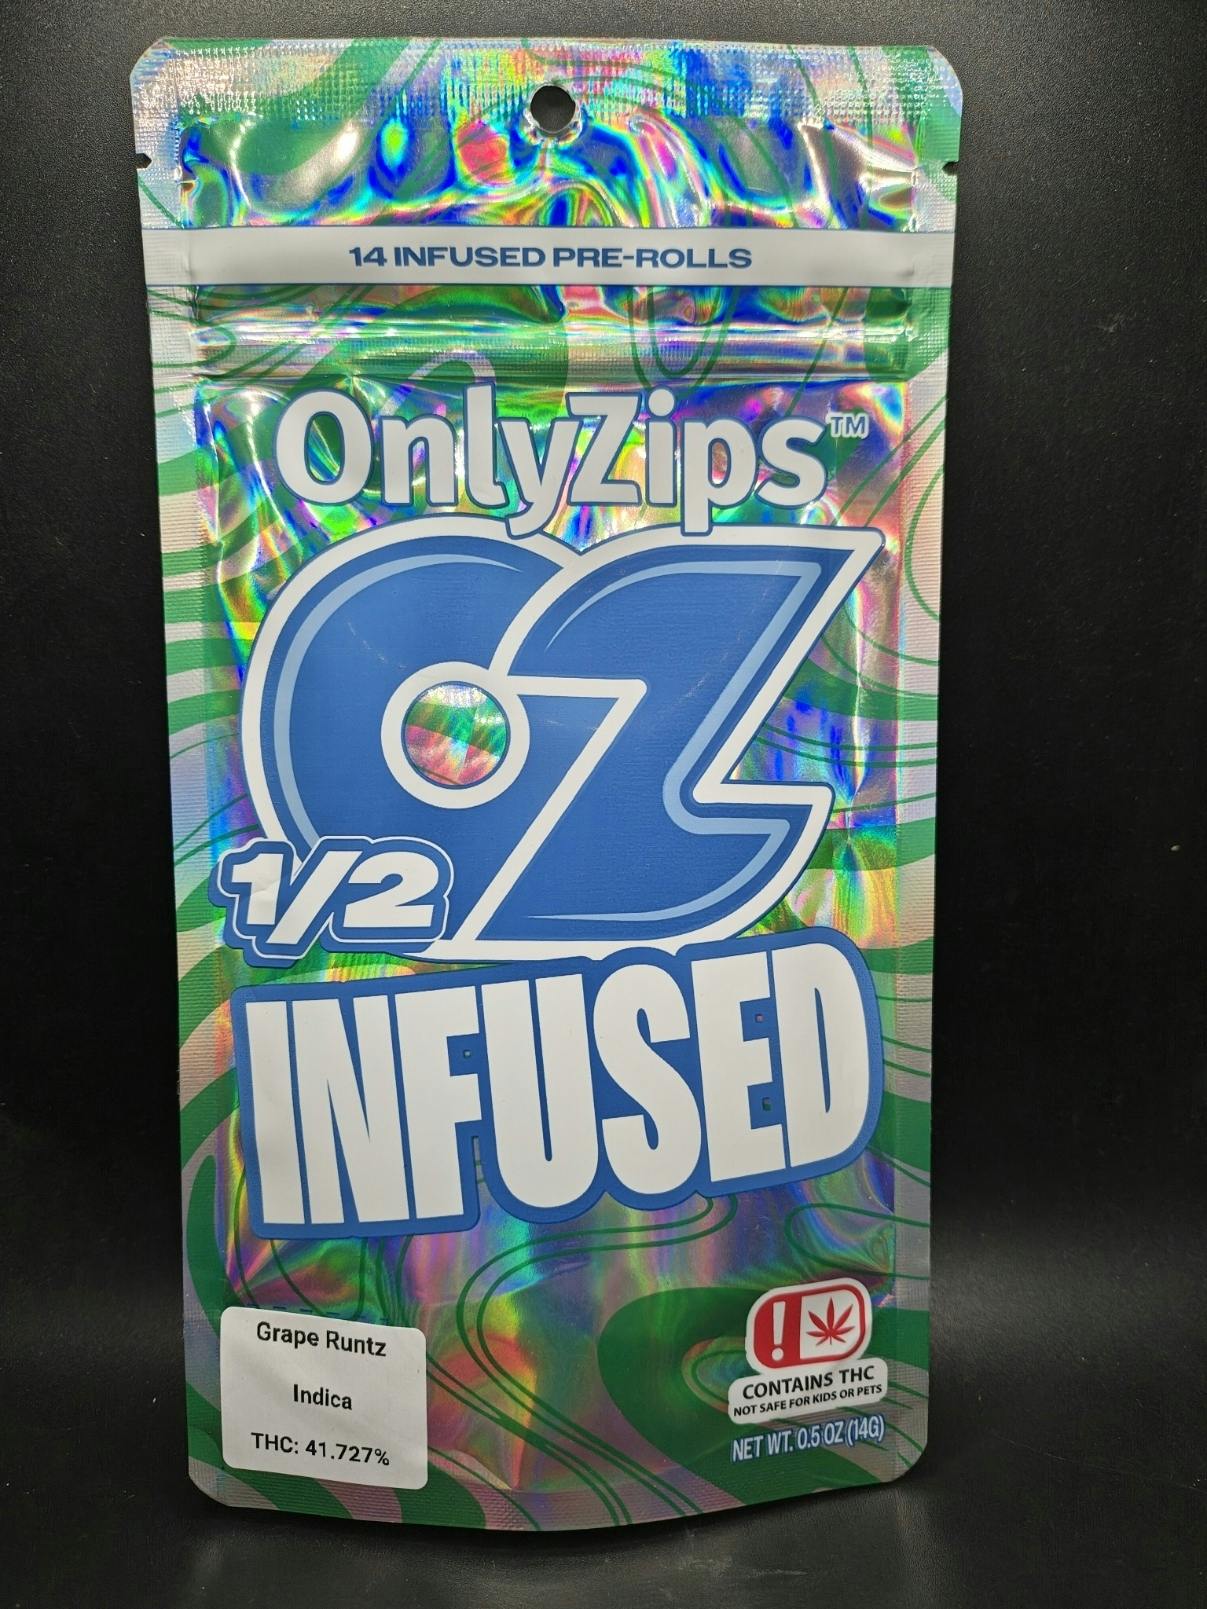 14 INFUSED PRE-ROLLS
OnlyZips™
OZ
1/2
INFUSED
Grape Runtz
Indica
THC: 41.727%
!
CONTAINS THC
NOT SAFE FOR KIDS OR PETS
NET WT. 0.5 OZ (14G)